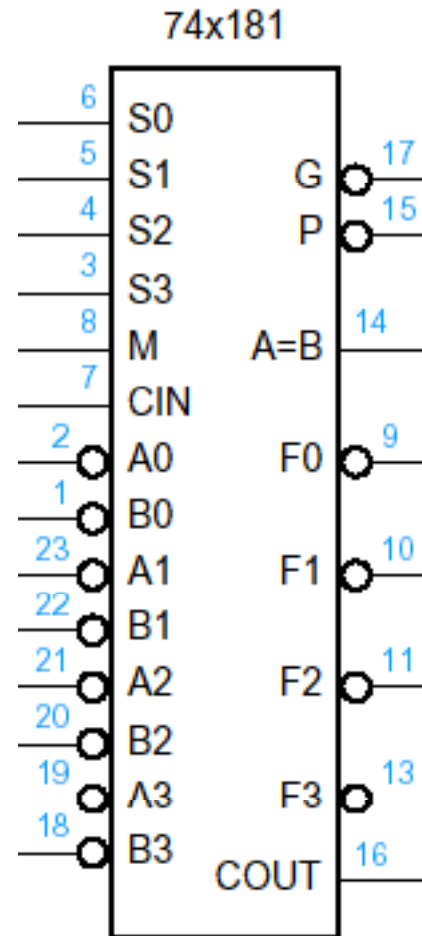 74x181
6 S0
5 S1
G 17
4 S2
P 15
3 S3
8 M
A=B 14
7 CIN
2 A0
F0 9
1 B0
23 A1
F1 10
22 B1
21 A2
F2 11
20 B2
19 Λ3
F3 13
18 B3
COUT 16